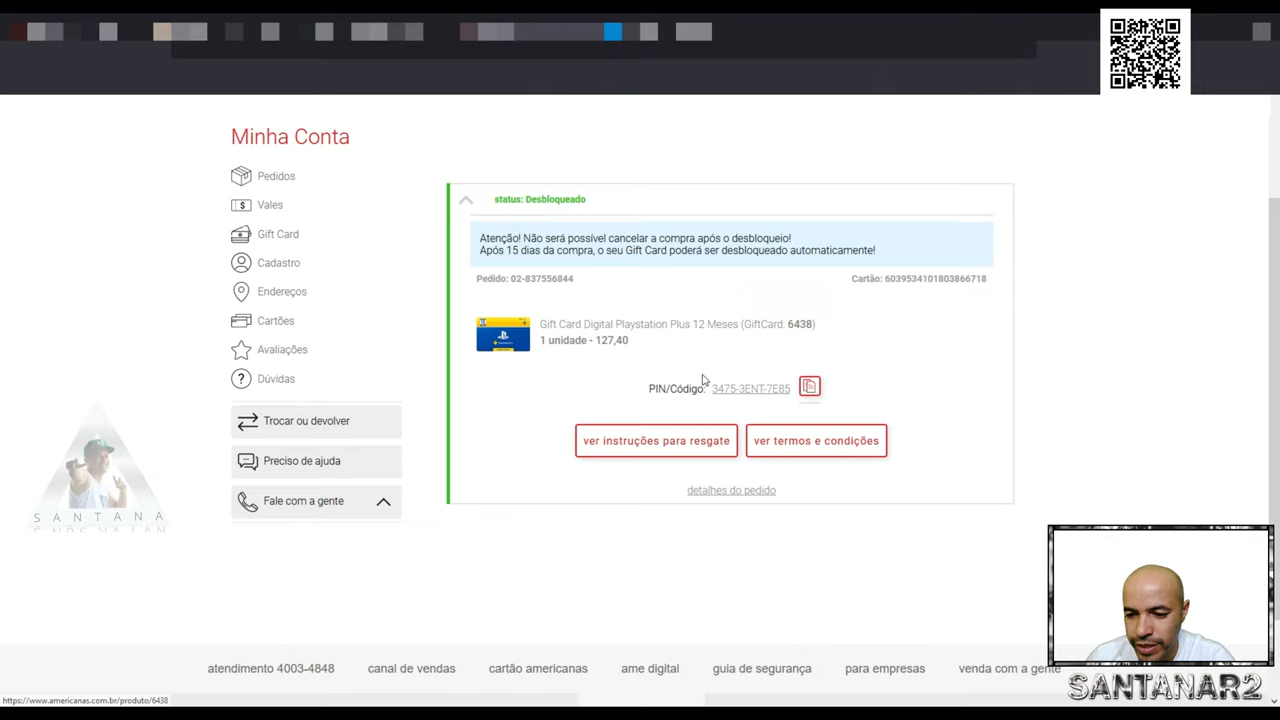 Minha Conta
Pedidos
Vales
Gift Card
Cadastro
Endereços
Cartões
Avaliações
Dúvidas
Trocar ou devolver
Preciso de ajuda
Fale com a gente
status: Desbloqueado
Atenção! Não será possível cancelar a compra após o desbloqueio!
Após 15 dias da compra, o seu Gift Card poderá ser desbloqueado automaticamente!
Pedido: 02-837556844
Cartão: 6039534101803866718
Gift Card Digital Playstation Plus 12 Meses (GiftCard: 6438)
1 unidade - 127,40
PIN/Código: 3475-3ENT-7E85
ver instruções para resgate
ver termos e condições
detalhes do pedido
SANTANA
É NÓS NA LAN
atendimento 4003-4848
canal de vendas
cartão americanas
ame digital
guia de segurança
para empresas
venda com a gente
https://www.americanas.com.br/produto/6438
SANTANAR2